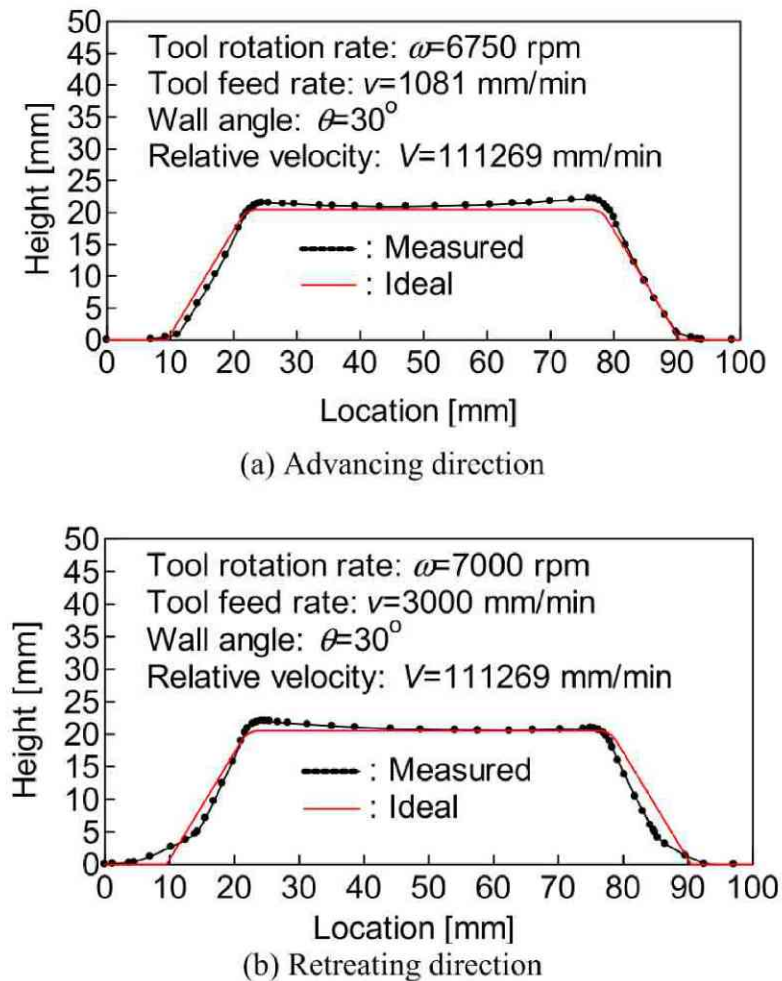 50
45
40
35
30
25
20
15
10
5
0
Height [mm]
Tool rotation rate: ω=6750 rpm
Tool feed rate: v=1081 mm/min
Wall angle: θ=30°
Relative velocity: V=111269 mm/min
: Measured
: Ideal
0 10 20 30 40 50 60 70 80 90 100
Location [mm]
(a) Advancing direction
50
45
40
35
30
25
20
15
10
5
0
Height [mm]
Tool rotation rate: ω=7000 rpm
Tool feed rate: v=3000 mm/min
Wall angle: θ=30°
Relative velocity: V=111269 mm/min
: Measured
: Ideal
0 10 20 30 40 50 60 70 80 90 100
Location [mm]
(b) Retreating direction